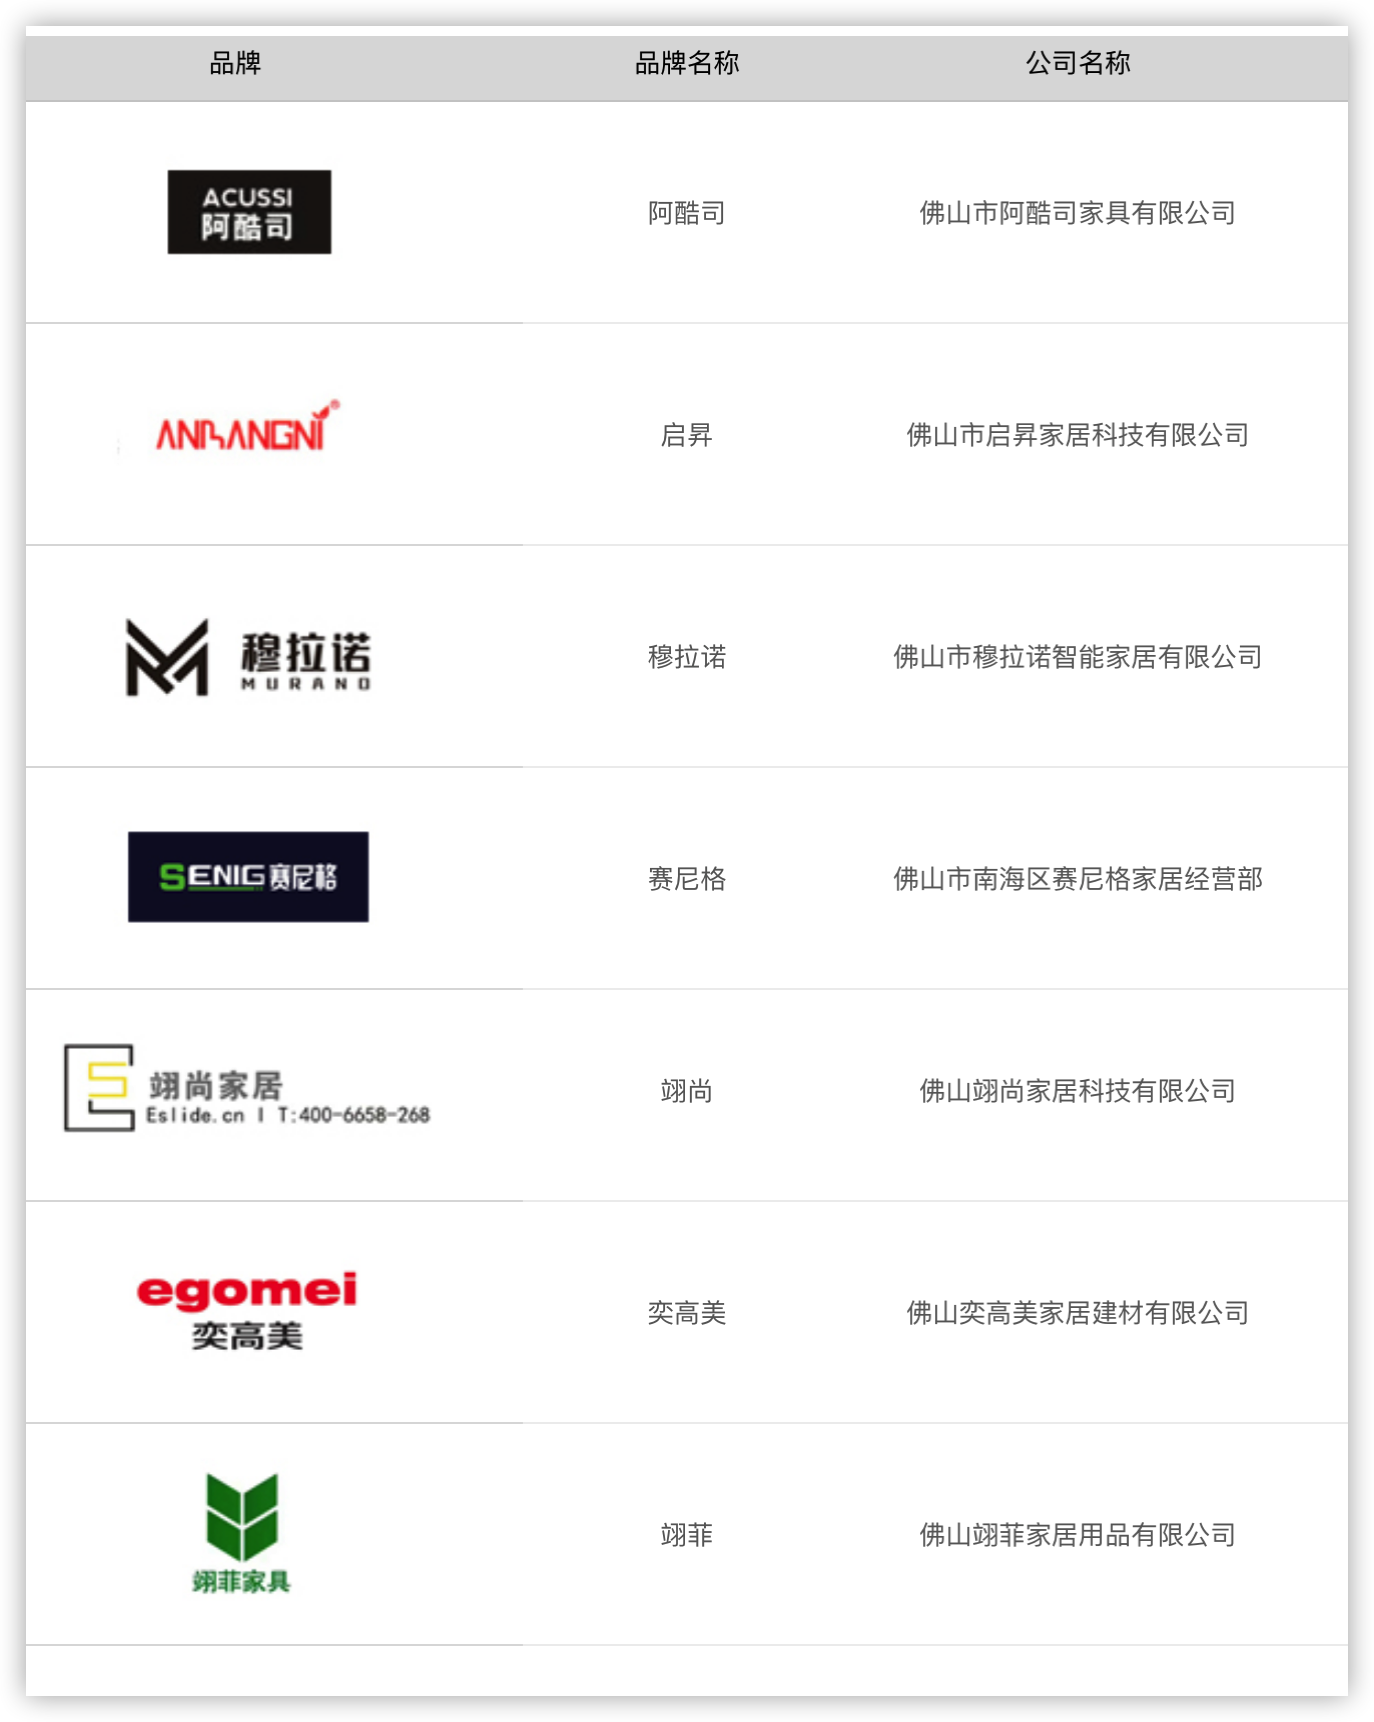 品牌 品牌名称 公司名称
ACUSSI
阿酷司
阿酷司 佛山市阿酷司家具有限公司
ANBANGNI®
启昇 佛山市启昇家居科技有限公司
穆拉诺
MURANO
穆拉诺 佛山市穆拉诺智能家居有限公司
SENIG赛尼格
赛尼格 佛山市南海区赛尼格家居经营部
翊尚家居
Eslide.cn | T:400-6658-268
翊尚 佛山翊尚家居科技有限公司
egomei
奕高美
奕高美 佛山奕高美家居建材有限公司
翊菲家具
翊菲 佛山翊菲家居用品有限公司